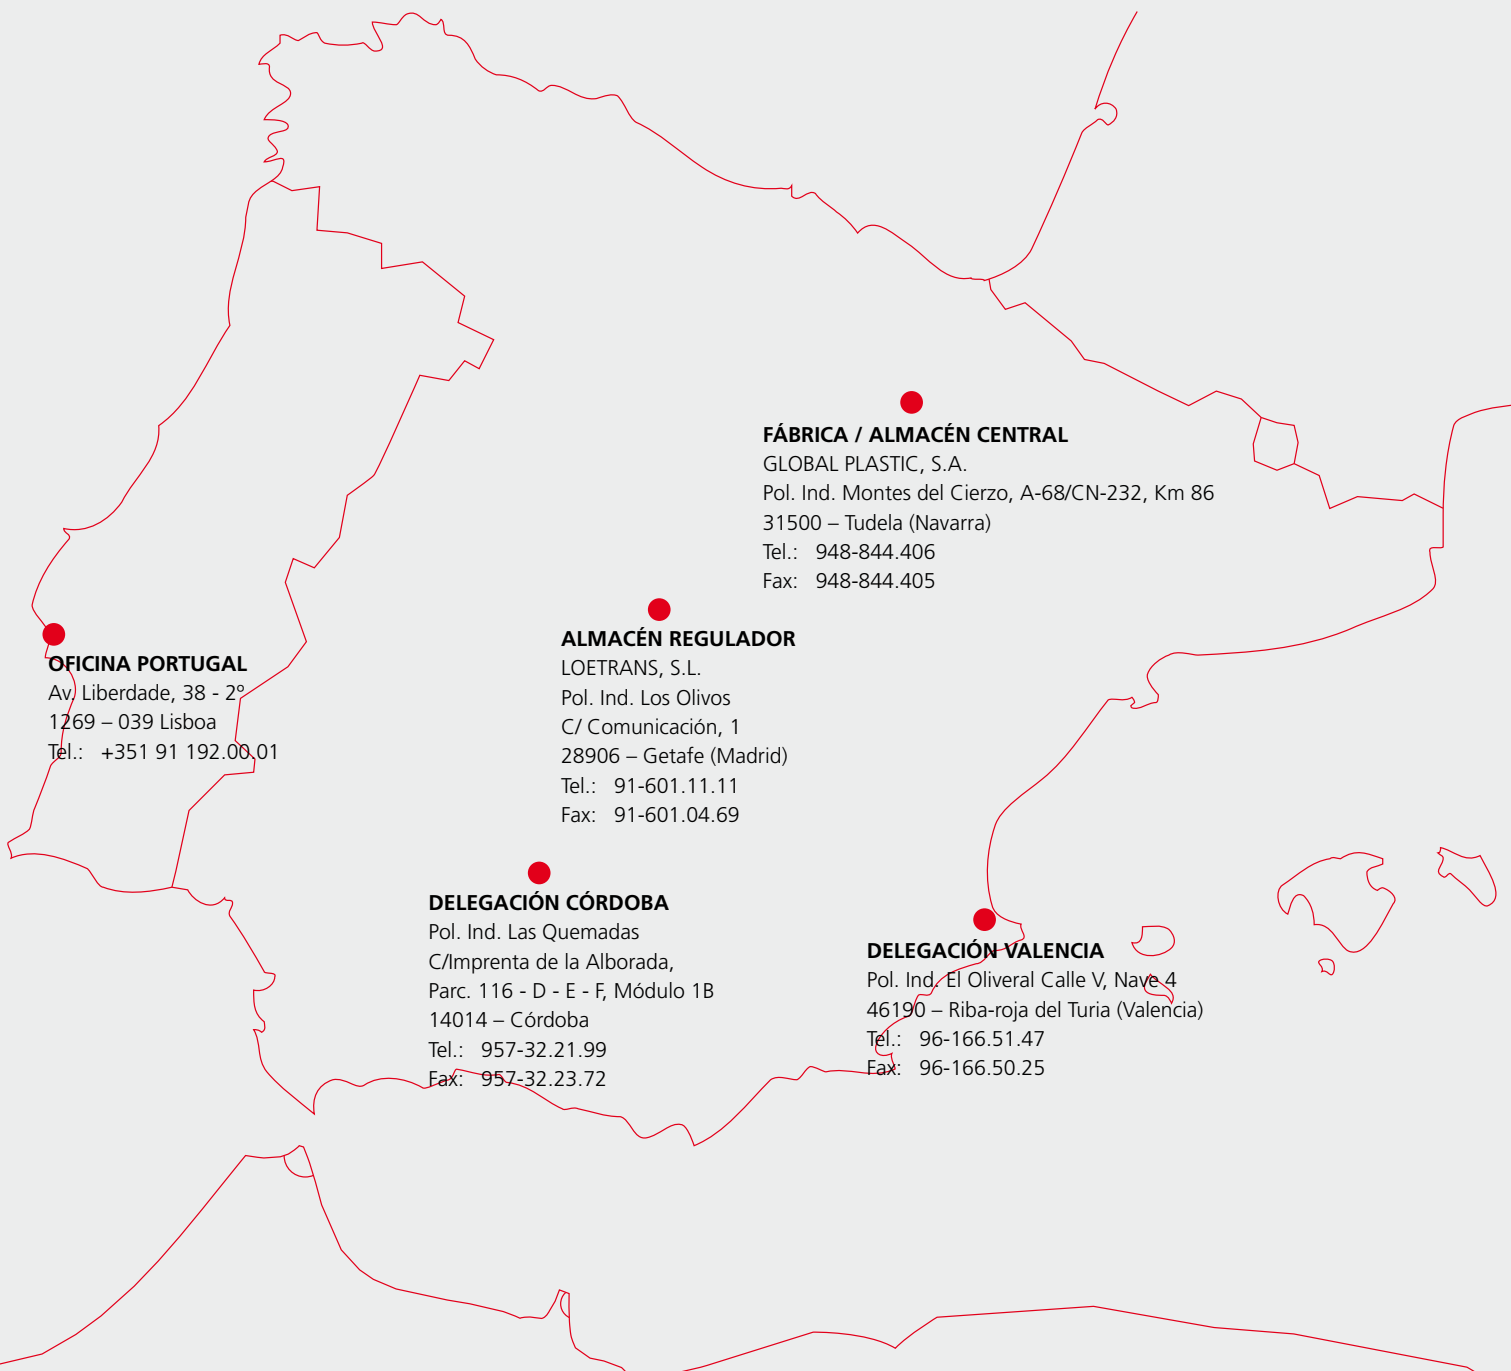 FÁBRICA / ALMACÉN CENTRAL
GLOBAL PLASTIC, S.A.
Pol. Ind. Montes del Cierzo, A-68/CN-232, Km 86
31500 – Tudela (Navarra)
Tel.: 948-844.406
Fax: 948-844.405
ALMACÉN REGULADOR
LOETRANS, S.L.
Pol. Ind. Los Olivos
C/ Comunicación, 1
28906 – Getafe (Madrid)
Tel.: 91-601.11.11
Fax: 91-601.04.69
OFICINA PORTUGAL
Av. Liberdade, 38 - 2º
1269 – 039 Lisboa
Tel.: +351 91 192.00.01
DELEGACIÓN CÓRDOBA
Pol. Ind. Las Quemadas
C/Imprenta de la Alborada,
Parc. 116 - D - E - F, Módulo 1B
14014 – Córdoba
Tel.: 957-32.21.99
Fax: 957-32.23.72
DELEGACIÓN VALENCIA
Pol. Ind. El Oliveral Calle V, Nave 4
46190 – Riba-roja del Turia (Valencia)
Tel.: 96-166.51.47
Fax: 96-166.50.25